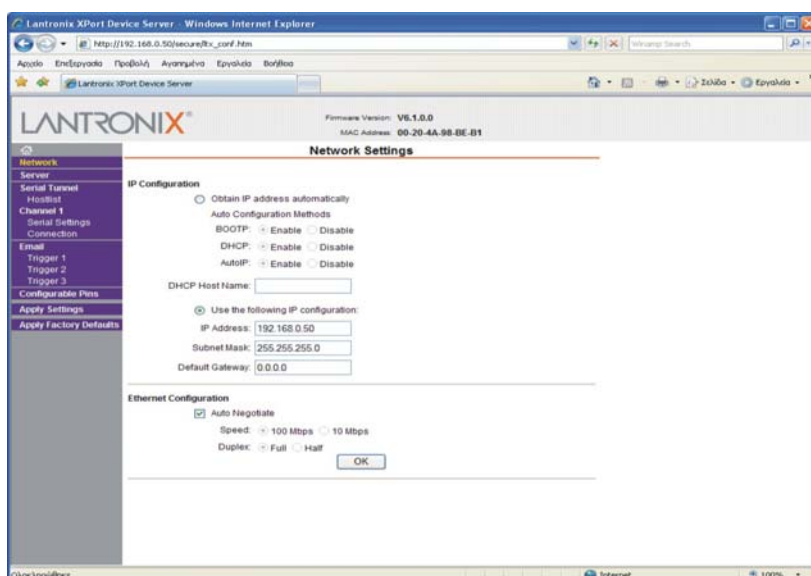 Lantronix XPort Device Server - Windows Internet Explorer
http://192.168.0.50/secure/ltx_conf.htm
Winamp Search
Αρχείο Επεξεργασία Προβολή Αγαπημένα Εργαλεία Βοήθεια
Lantronix XPort Device Server
Σελίδα Εργαλεία
LANTRONIX®
Firmware Version: V6.1.0.0
MAC Address: 00-20-4A-98-BE-B1
Network Settings
Network
Server
Serial Tunnel
Hostlist
Channel 1
Serial Settings
Connection
Email
Trigger 1
Trigger 2
Trigger 3
Configurable Pins
Apply Settings
Apply Factory Defaults
IP Configuration
Obtain IP address automatically
Auto Configuration Methods
BOOTP: Enable Disable
DHCP: Enable Disable
AutoIP: Enable Disable
DHCP Host Name:
Use the following IP configuration:
IP Address: 192.168.0.50
Subnet Mask: 255.255.255.0
Default Gateway: 0.0.0.0
Ethernet Configuration
Auto Negotiate
Speed: 100 Mbps 10 Mbps
Duplex: Full Half
OK
Internet
100%